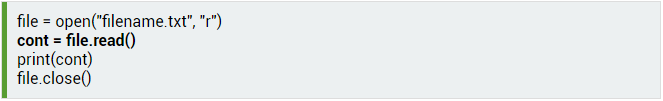 file = open("filename.txt", "r")
cont = file.read()
print(cont)
file.close()